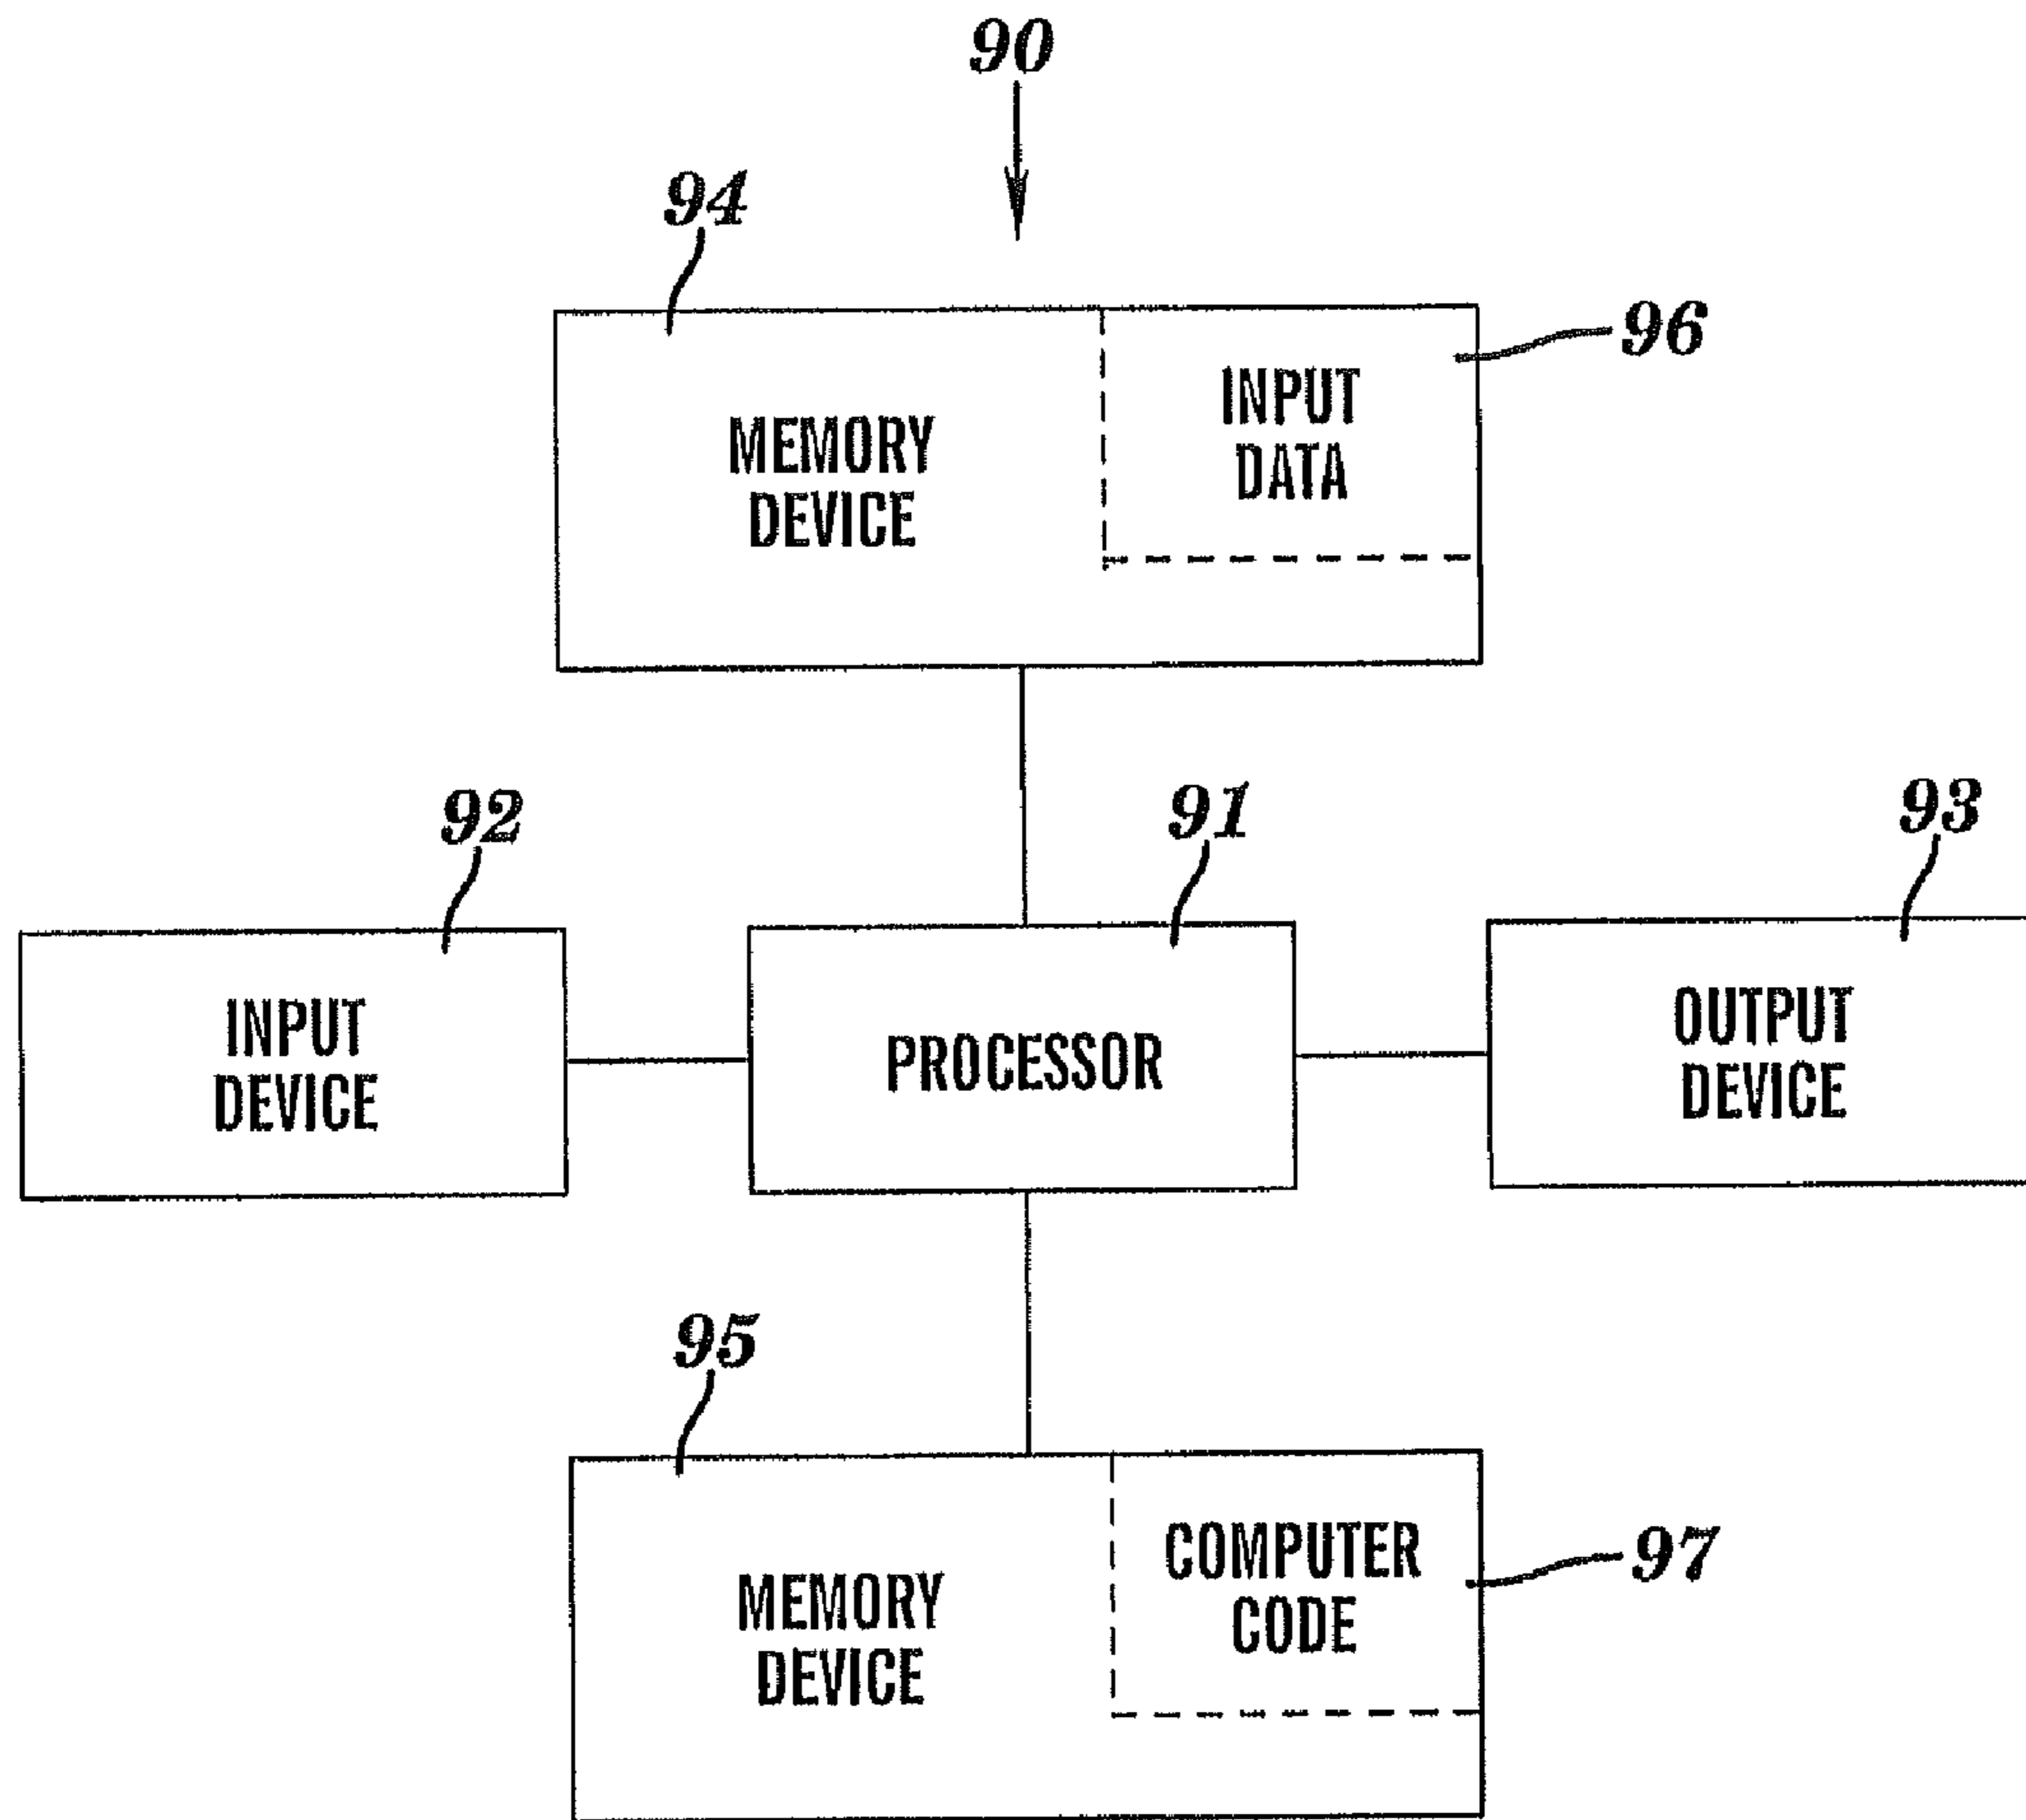 90
94
96
INPUT
DATA
MEMORY
DEVICE
92
91
93
INPUT
DEVICE
PROCESSOR
OUTPUT
DEVICE
95
97
COMPUTER
CODE
MEMORY
DEVICE